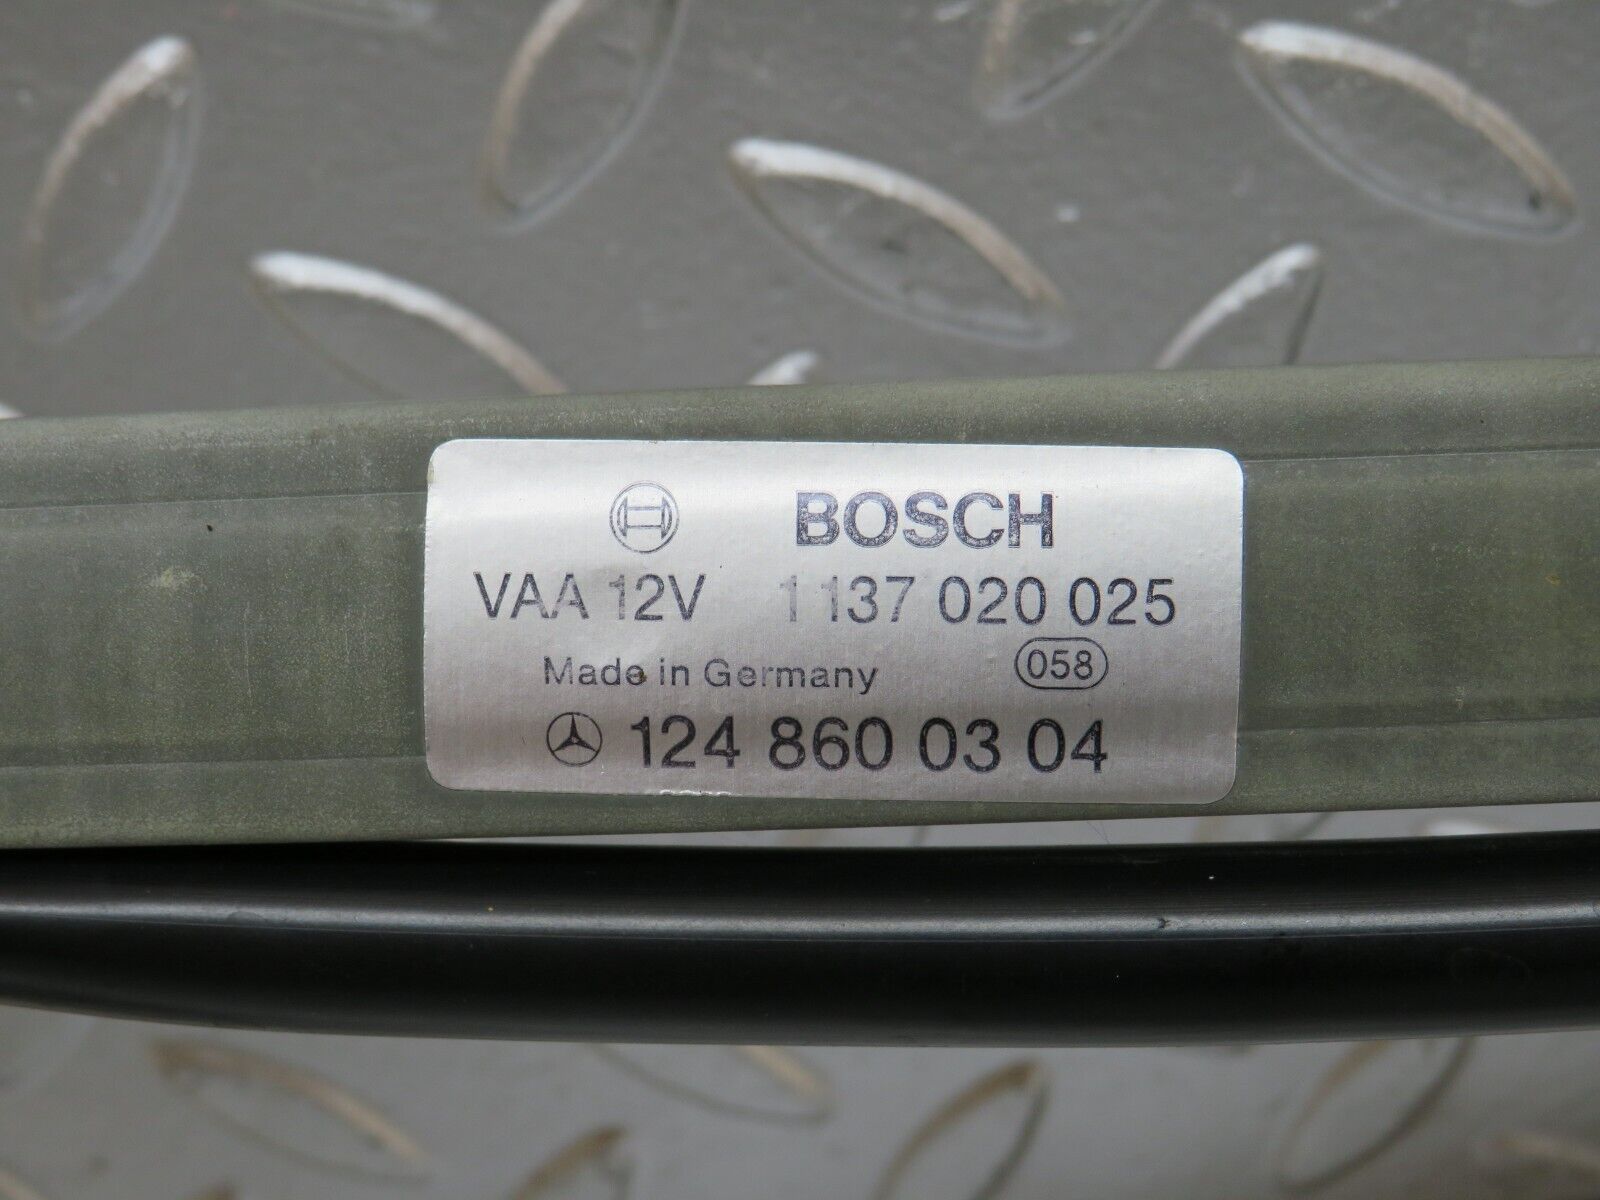 BOSCH
VAA 12V 1 137 020 025
Made in Germany 058
124 860 03 04